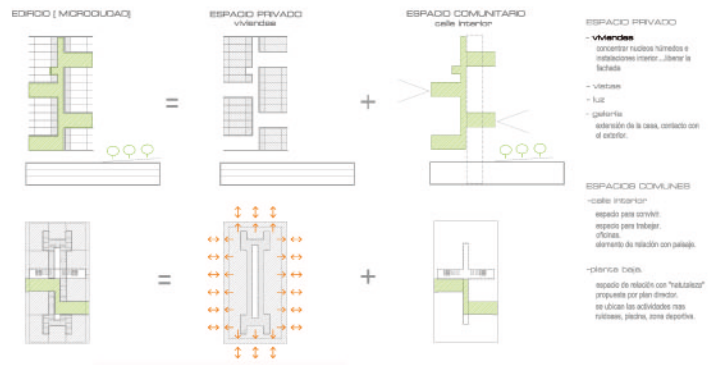 EDIFICIO [ MICROCIUDAD]
ESPACIO PRIVADO
viviendas
ESPACIO COMUNITARIO
calle interior
=
+
=
+
ESPACIO PRIVADO
- viviendas
concentrar nucleos húmedos e
instalaciones interior....liberar la
fachada
- vistas
- luz
- galería
extensión de la casa, contacto con
el exterior.
ESPACIOS COMUNES
-calle interior
espacio para convivir.
espacio para trabajar.
oficinas.
elemento de relación con paisaje.
-planta baja
espacio de relación con "naturaleza"
propuesta por plan director.
se ubican las actividades mas
ruidosas, piscina, zona deportiva.